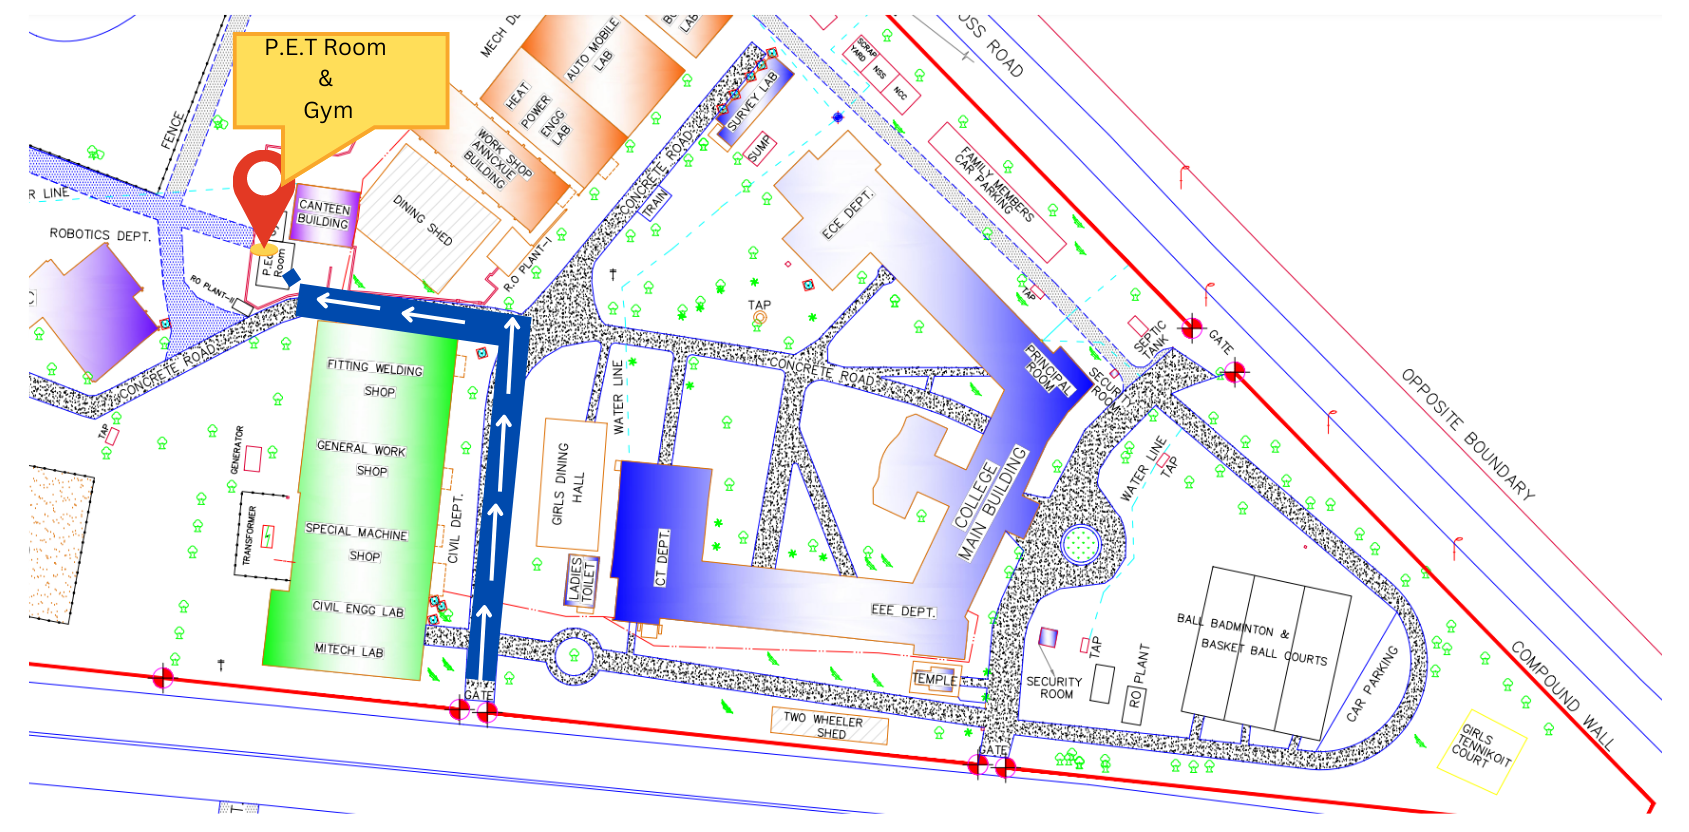 P.E.T Room
&
Gym
MECH DE
AUTO MOBILE
LAB
LAB
OSS ROAD
SCRAP
YARD
NSS
NCC
HEAT
POWER
ENGG
LAB
SURVEY LAB
SUMP
FENCE
WORK SHOP
ANNCXUE
BUILDING
FAMILY MEMBERS
CAR PARKING
CONCRETE ROAD
TRAIN
R LINE
CANTEEN
BUILDING
DINING SHED
ECE DEPT.
ROBOTICS DEPT.
Room
RO PLANT-II
R.O PLANT-I
TAP
TAP
SEPTIC
TANK
GATE
CONCRETE ROAD
FITTING WELDING
SHOP
CONCRETE ROAD
PRINCIPAL
ROOM
SECURITY
ROOM
OPPOSITE BOUNDARY
WATER LINE
TAP
GENERATOR
GENERAL WORK
SHOP
GIRLS DINING
HALL
COLLEGE
MAIN BUILDING
WATER LINE
TAP
TRANSFORMER
SPECIAL MACHINE
SHOP
CIVIL DEPT.
CT DEPT.
LADIES
TOILET
CIVIL ENGG LAB
EEE DEPT.
MITECH LAB
BALL BADMINTON &
BASKET BALL COURTS
TAP
SECURITY
ROOM
RO PLANT
CAR PARKING
COMPOUND WALL
TEMPLE
GATE
TWO WHEELER
SHED
GATE
GIRLS
TENNIKOIT
COURT